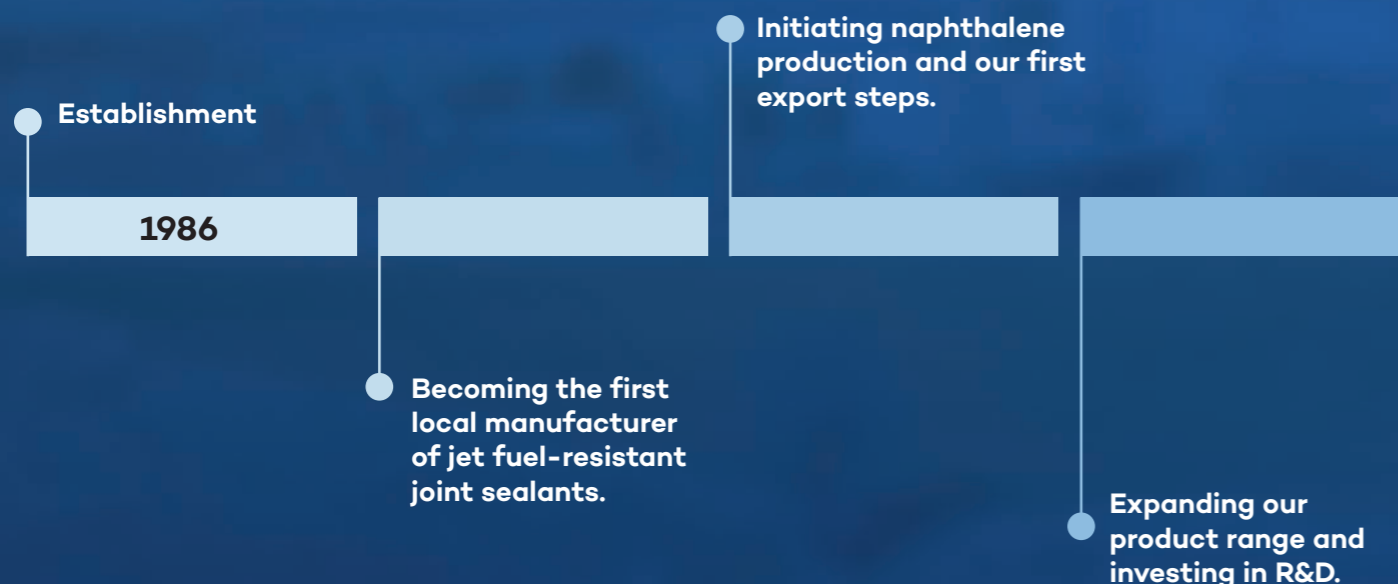 Establishment
1986
Becoming the first
local manufacturer
of jet fuel-resistant
joint sealants.
Initiating naphthalene
production and our first
export steps.
Expanding our
product range and
investing in R&D.